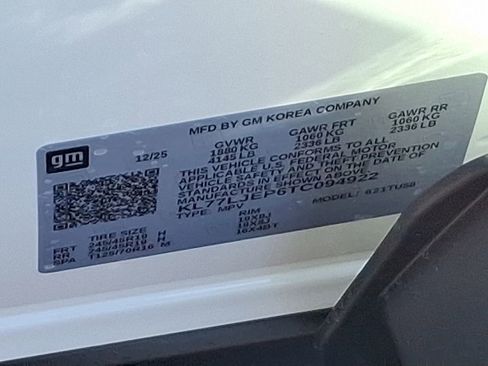 MFD BY GM KOREA COMPANY
gm
12/25
GVWR GAWR FRT GAWR RR
1880 KG 1060 KG 1060 KG
4145 LB 2336 LB 2336 LB
THIS VEHICLE CONFORMS TO ALL
APPLICABLE U.S. FEDERAL MOTOR
VEHICLE SAFETY AND THEFT PREVENTION
STANDARDS IN EFFECT ON THE DATE OF
MANUFACTURE SHOWN ABOVE.
KL77LJEP6TC094922
TYPE: MPV MODEL: 621TUSB
TIRE SIZE RIM
FRT 245/45R19 H 19X8J
RR 245/45R19 H 19X8J
SPA T125/70R16 M 16X4BT